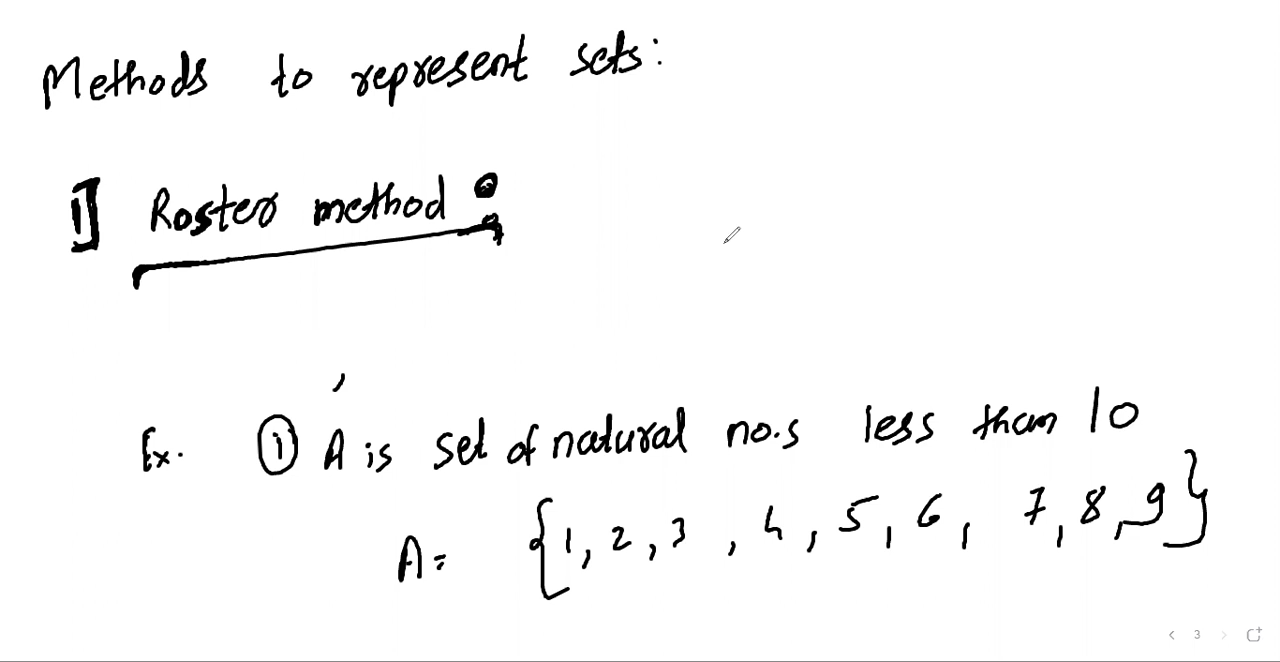 Methods to represent sets:
1] Roster method :
Ex. (i) A is set of natural no.s less than 10
A = {1, 2, 3, 4, 5, 6, 7, 8, 9}
3